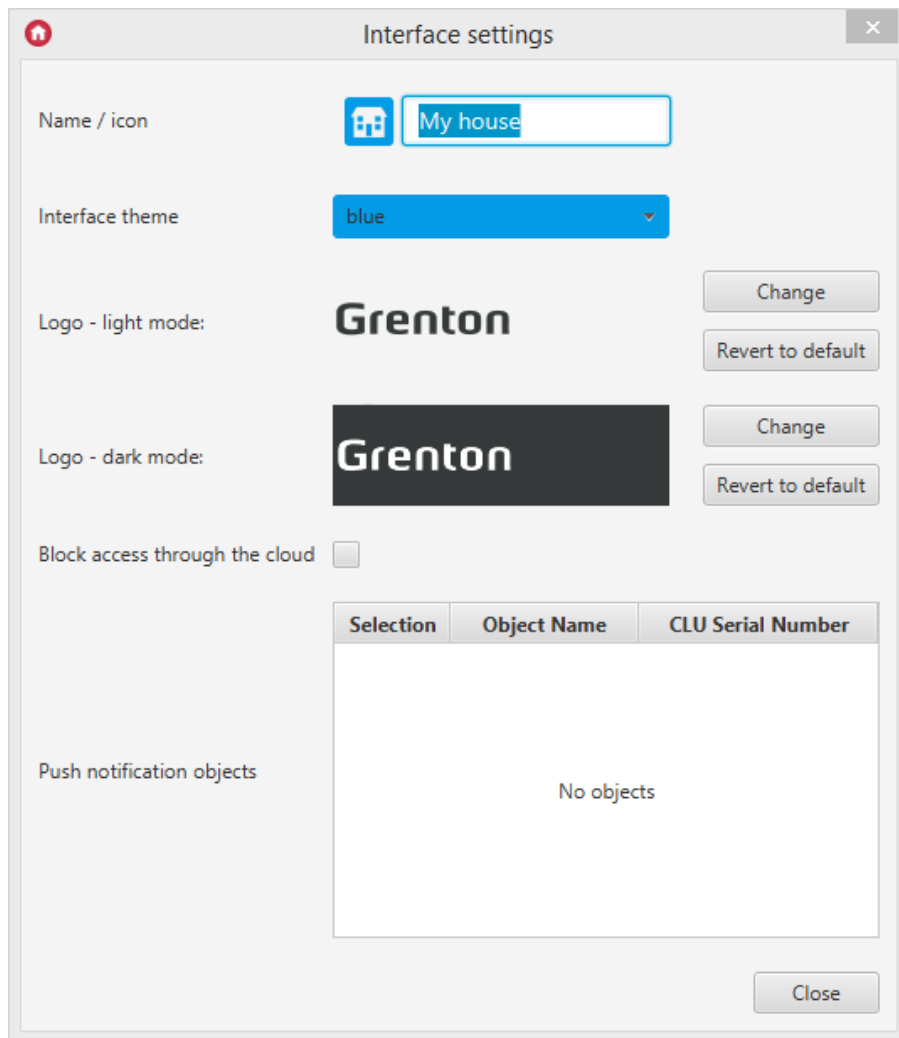 Interface settings
Name / icon
My house
Interface theme
blue
Logo - light mode:
Grenton
Change
Revert to default
Logo - dark mode:
Grenton
Change
Revert to default
Block access through the cloud
Push notification objects
Selection Object Name CLU Serial Number
No objects
Close